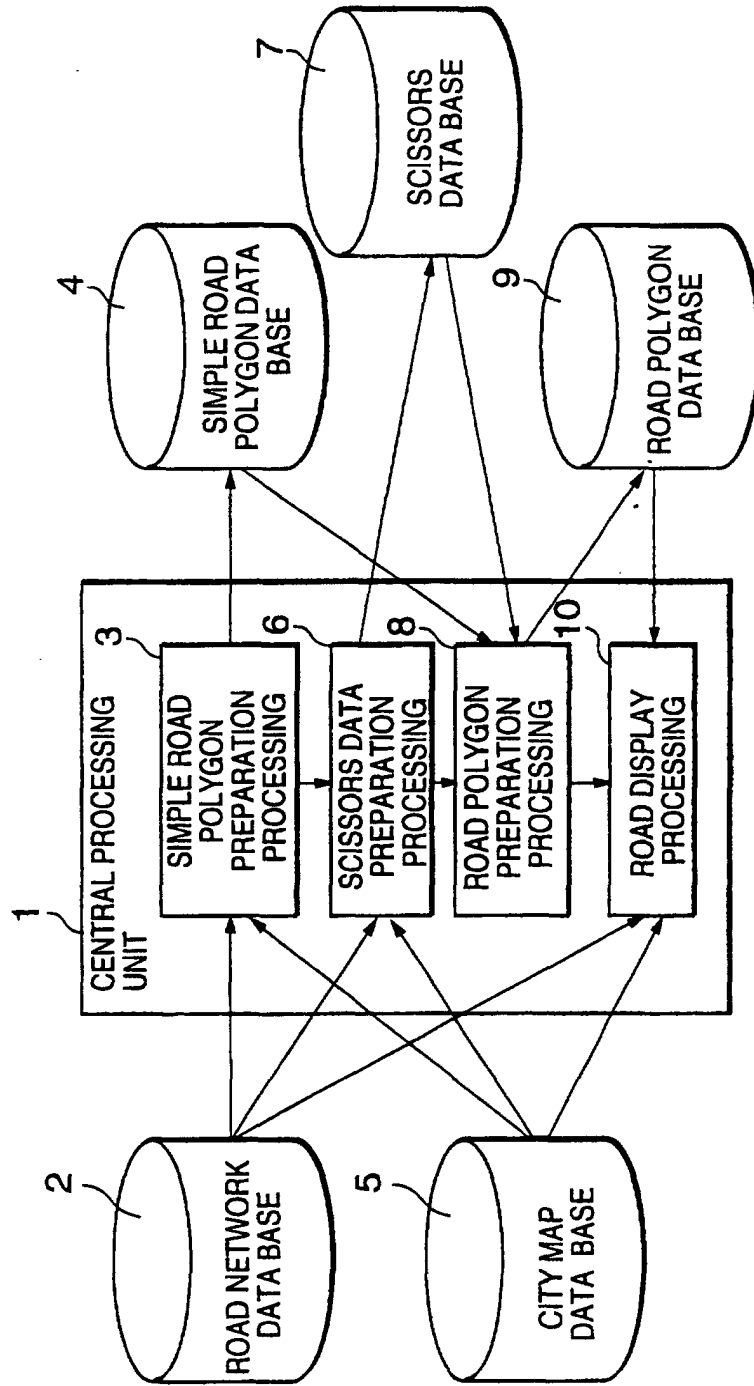 1
CENTRAL PROCESSING
UNIT
2
ROAD NETWORK
DATA BASE
5
CITY MAP
DATA BASE
3
SIMPLE ROAD
POLYGON
PREPARATION
PROCESSING
6
SCISSORS DATA
PREPARATION
PROCESSING
8
ROAD POLYGON
PREPARATION
PROCESSING
10
ROAD DISPLAY
PROCESSING
4
SIMPLE ROAD
POLYGON DATA
BASE
7
SCISSORS
DATA BASE
9
ROAD POLYGON
DATA BASE